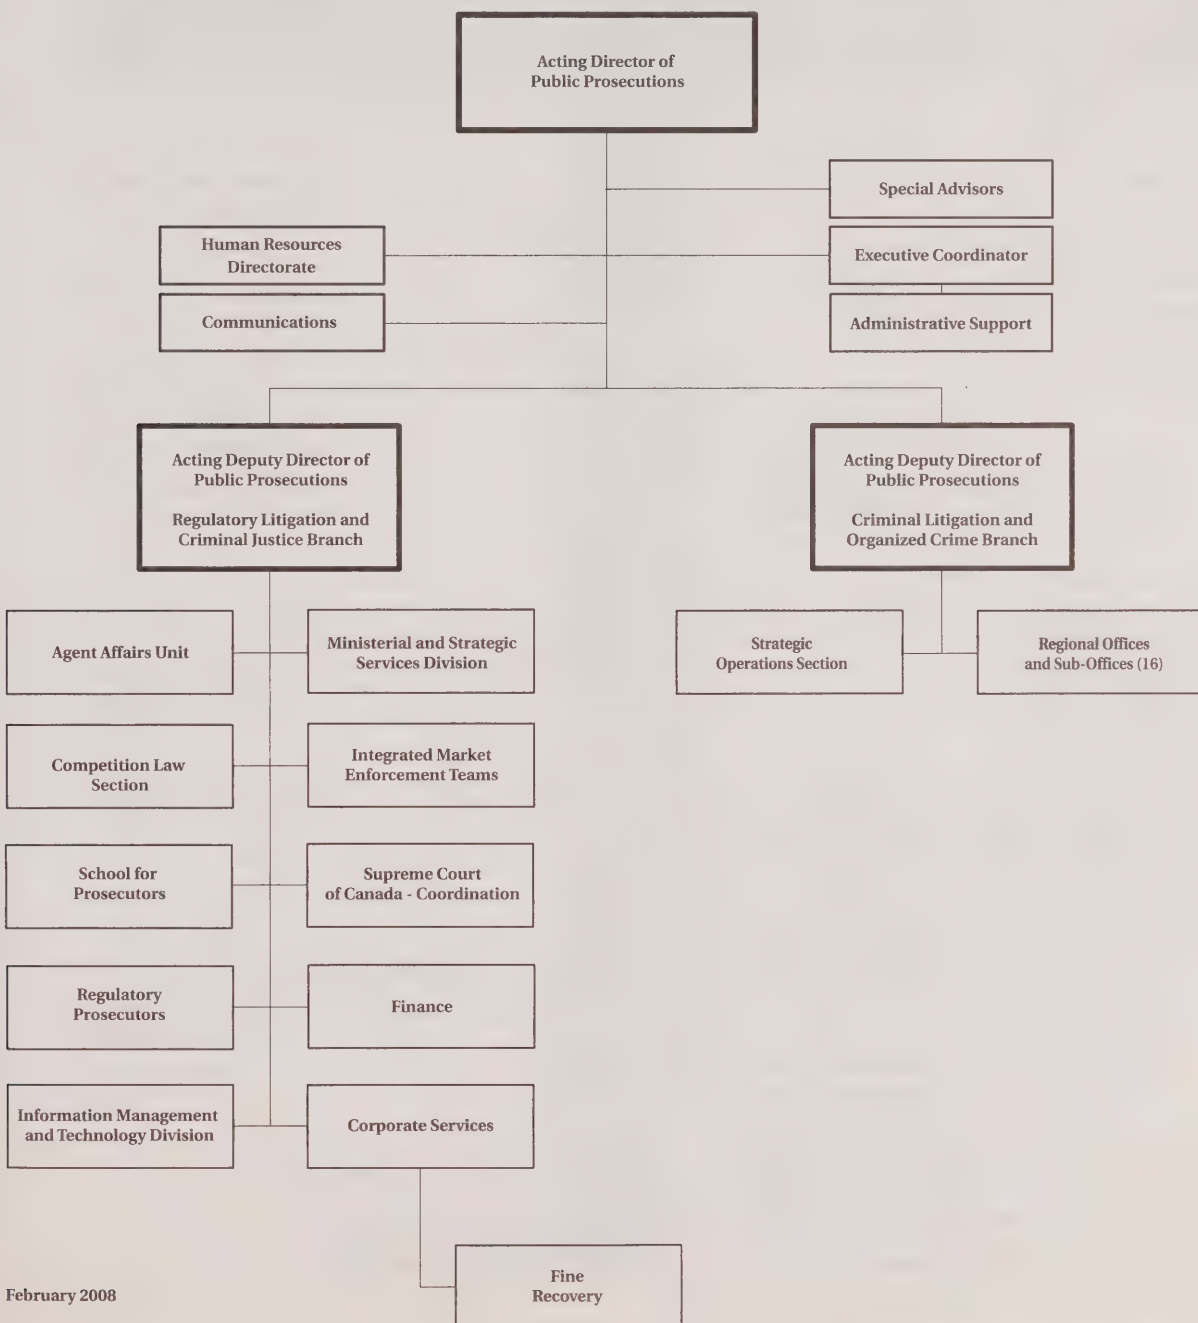 Acting Director of
Public Prosecutions
Special Advisors
Human Resources
Directorate
Executive Coordinator
Communications
Administrative Support
Acting Deputy Director of
Public Prosecutions
Regulatory Litigation and
Criminal Justice Branch
Acting Deputy Director of
Public Prosecutions
Criminal Litigation and
Organized Crime Branch
Agent Affairs Unit
Ministerial and Strategic
Services Division
Strategic
Operations Section
Regional Offices
and Sub-Offices (16)
Competition Law
Section
Integrated Market
Enforcement Teams
School for
Prosecutors
Supreme Court
of Canada - Coordination
Regulatory
Prosecutors
Finance
Information Management
and Technology Division
Corporate Services
Fine
Recovery
February 2008